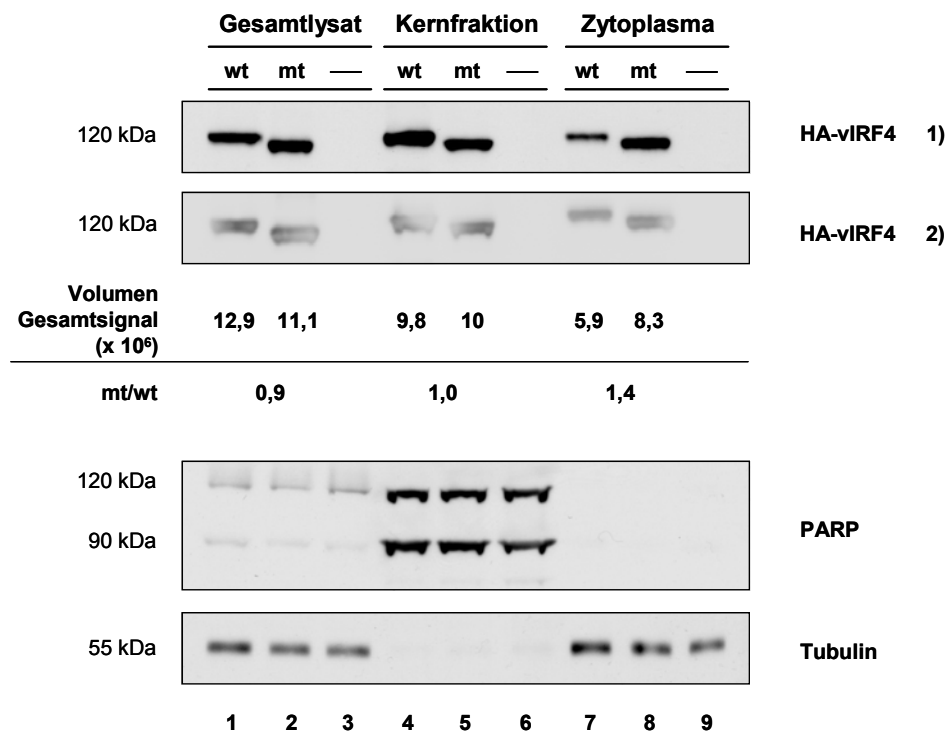 Gesamtlysat Kernfraktion Zytoplasma
wt mt — wt mt — wt mt —
120 kDa HA-vIRF4 1)
120 kDa HA-vIRF4 2)
Volumen
Gesamtsignal 12,9 11,1 9,8 10 5,9 8,3
(x 10⁶)
mt/wt 0,9 1,0 1,4
120 kDa
90 kDa PARP
55 kDa Tubulin
1 2 3 4 5 6 7 8 9